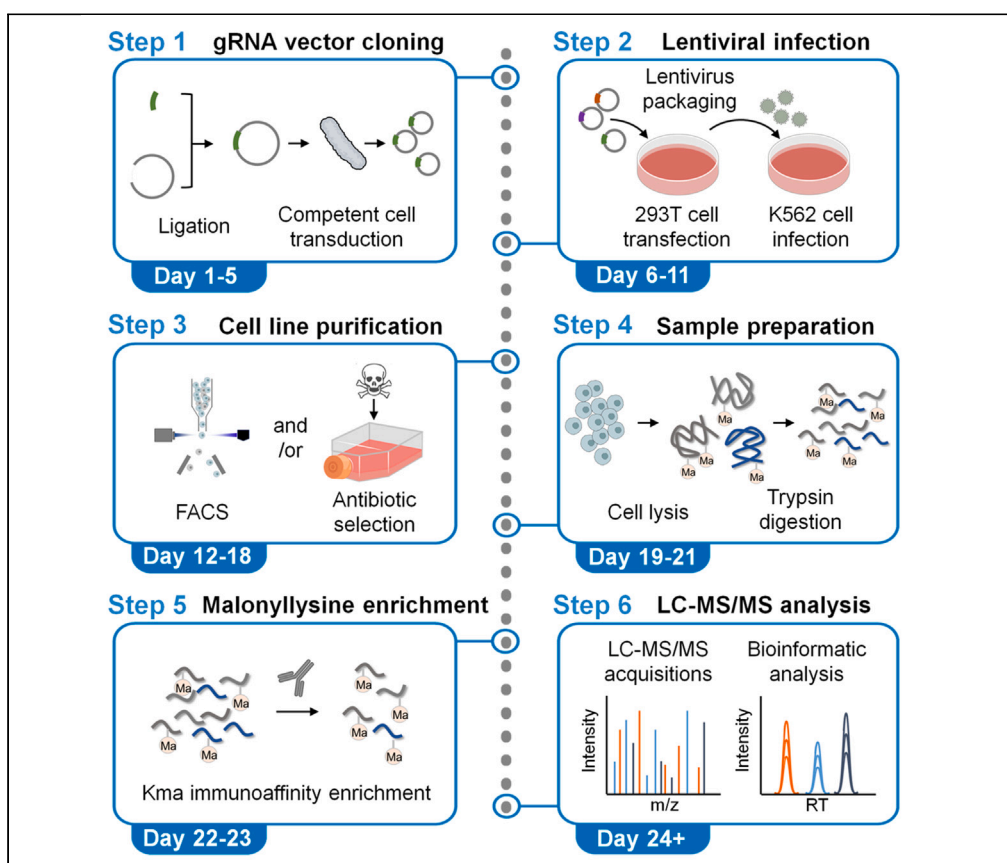 Step 1 gRNA vector cloning
Ligation
Competent cell
transduction
Day 1-5
Step 2 Lentiviral infection
Lentivirus
packaging
293T cell
transfection
K562 cell
infection
Day 6-11
Step 3 Cell line purification
FACS
and
/or
Antibiotic
selection
Day 12-18
Step 4 Sample preparation
Ma
Ma
Ma
Ma
Ma
Ma
Ma
Cell lysis
Trypsin
digestion
Day 19-21
Step 5 Malonyllysine enrichment
Ma
Ma
Ma
Ma
Ma
Ma
Ma
Ma
Kma immunoaffinity enrichment
Day 22-23
Step 6 LC-MS/MS analysis
LC-MS/MS
acquisitions
Intensity
m/z
Bioinformatic
analysis
Intensity
RT
Day 24+